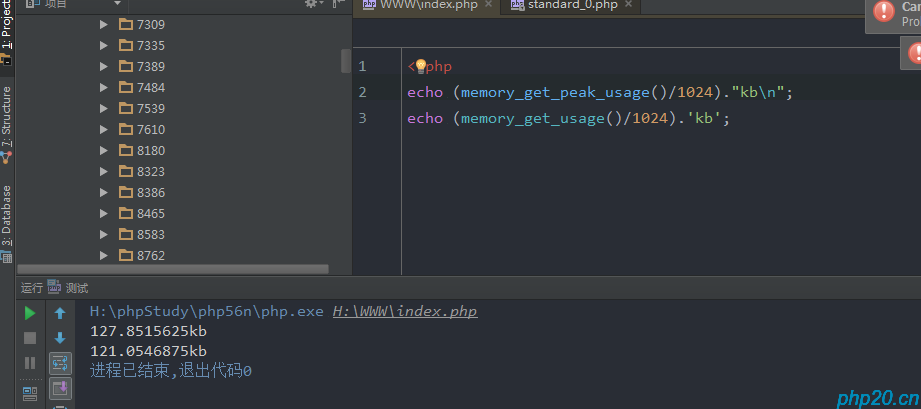 项目
WWW\index.php
standard_0.php
Can
Pro
1: Project
7: Structure
3: Database
7309
7335
7389
7484
7539
7610
8180
8323
8386
8465
8583
8762
1 <?php
2 echo (memory_get_peak_usage()/1024)."kb\n";
3 echo (memory_get_usage()/1024).'kb';
运行 测试
H:\phpStudy\php56n\php.exe H:\WWW\index.php
127.8515625kb
121.0546875kb
进程已结束,退出代码0
php20.cn